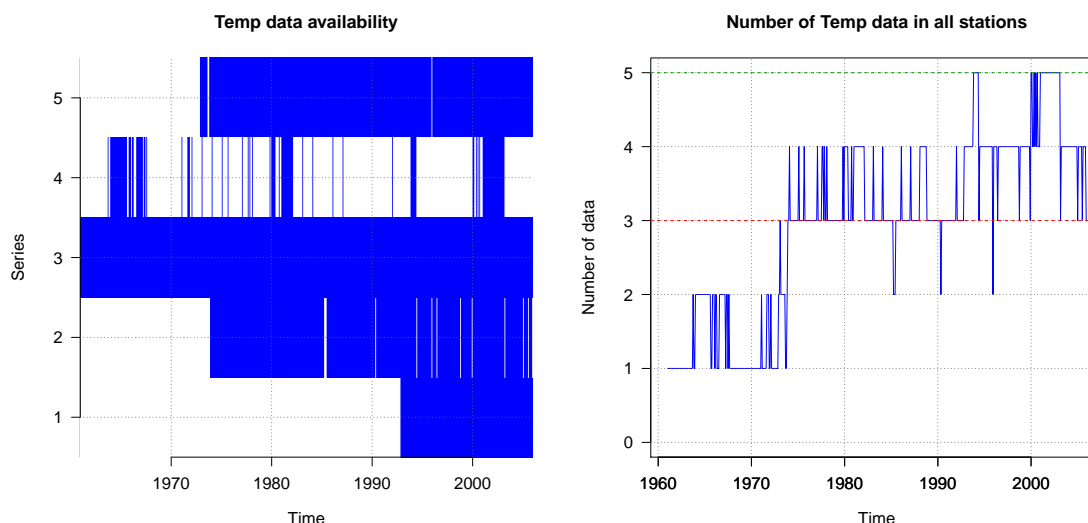 Temp data availability
Series
5
4
3
2
1
1970 1980 1990 2000
Time
Number of Temp data in all stations
Number of data
5
4
3
2
1
0
1960 1970 1980 1990 2000
Time